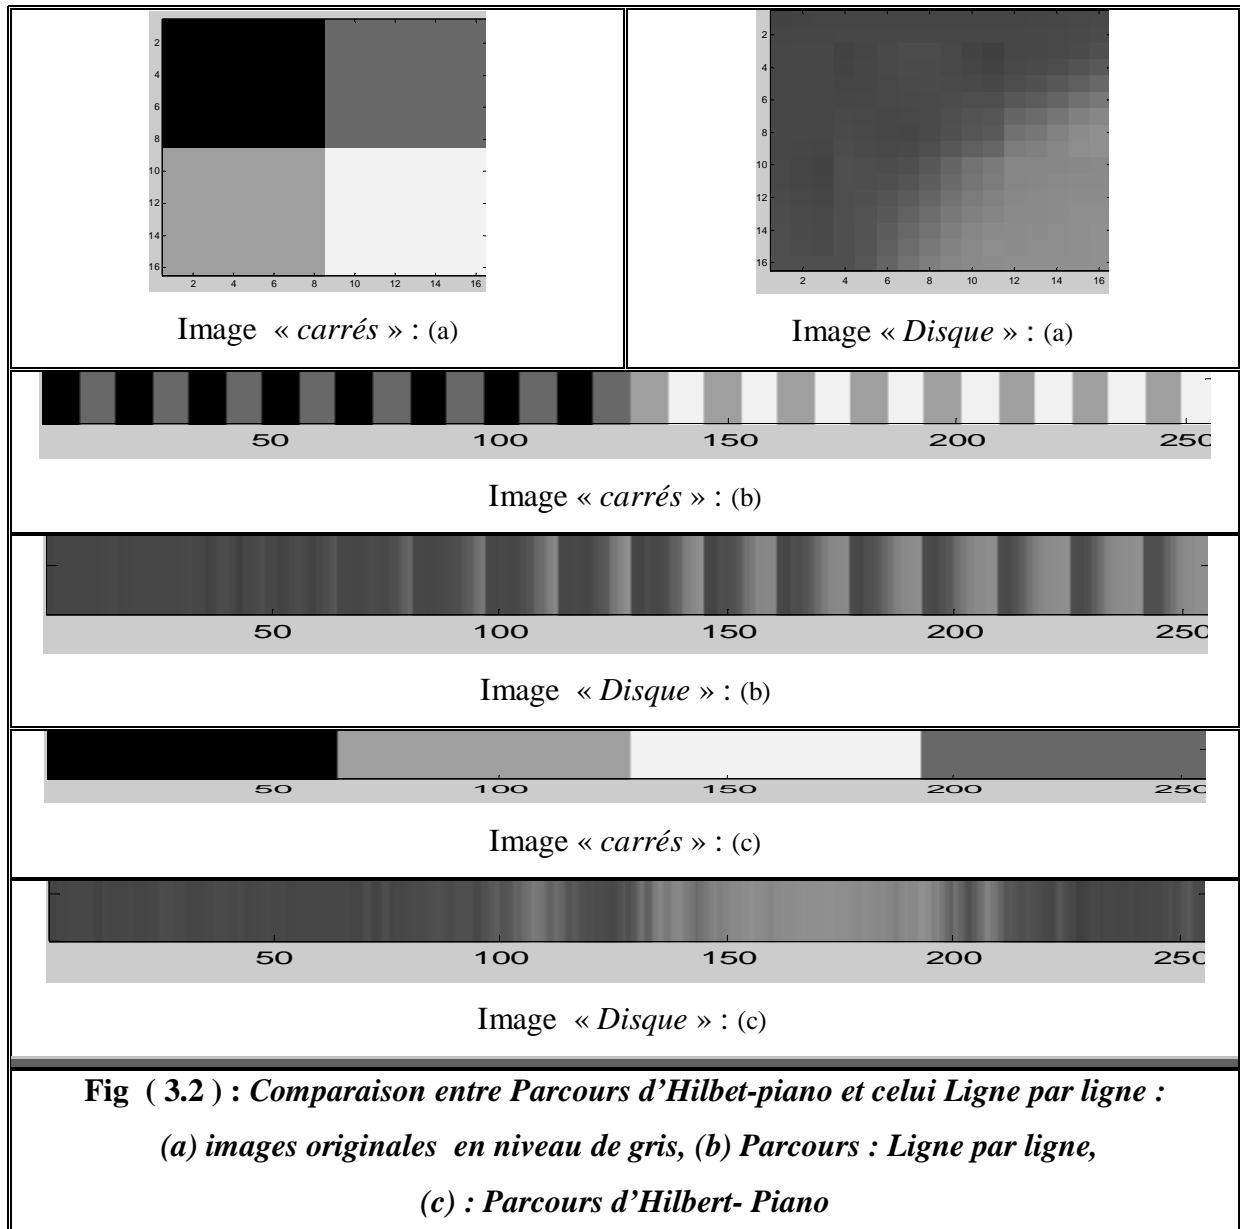 2
4
6
8
10
12
14
16
2 4 6 8 10 12 14 16
Image « carrés » : (a)
2
4
6
8
10
12
14
16
2 4 6 8 10 12 14 16
Image « Disque » : (a)
50 100 150 200 250
Image « carrés » : (b)
50 100 150 200 250
Image « Disque » : (b)
50 100 150 200 250
Image « carrés » : (c)
50 100 150 200 250
Image « Disque » : (c)
Fig ( 3.2 ) : Comparaison entre Parcours d’Hilbet-piano et celui Ligne par ligne :
(a) images originales en niveau de gris, (b) Parcours : Ligne par ligne,
(c) : Parcours d’Hilbert- Piano